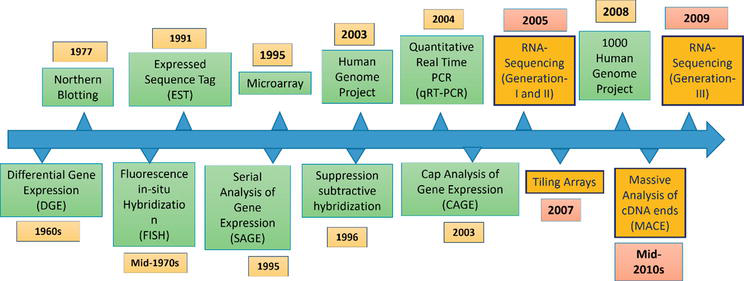 1977
Northern
Blotting
1991
Expressed
Sequence Tag
(EST)
1995
Microarray
2003
Human
Genome
Project
2004
Quantitative
Real Time
PCR
(qRT-PCR)
2005
RNA-
Sequencing
(Generation-
I and II)
2008
1000
Human
Genome
Project
2009
RNA-
Sequencing
(Generation-
III)
Differential Gene
Expression
(DGE)
1960s
Fluorescence
in-situ
Hybridizatio
n
(FISH)
Mid-1970s
Serial
Analysis of
Gene
Expression
(SAGE)
1995
Suppression
subtractive
hybridization
1996
Cap Analysis of
Gene Expression
(CAGE)
2003
Tiling Arrays
2007
Massive
Analysis of
cDNA ends
(MACE)
Mid-
2010s